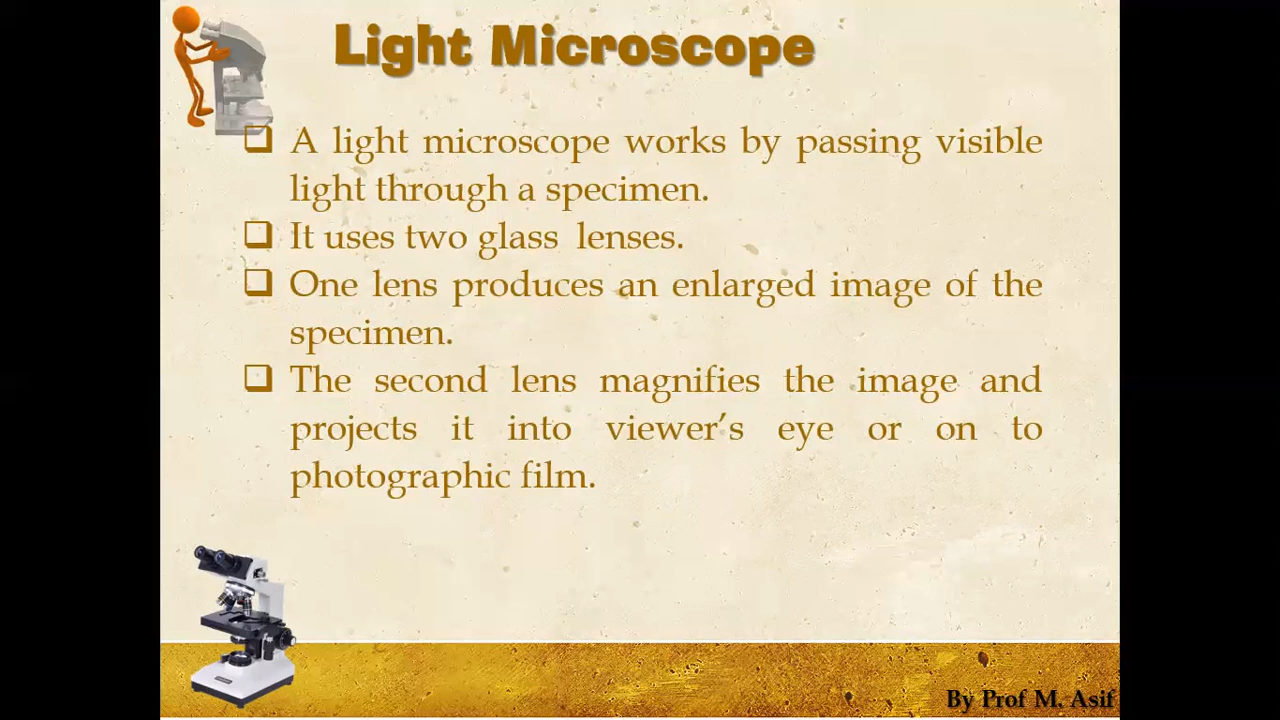 Light Microscope
❑ A light microscope works by passing visible
light through a specimen.
❑ It uses two glass lenses.
❑ One lens produces an enlarged image of the
specimen.
❑ The second lens magnifies the image and
projects it into viewer’s eye or on to
photographic film.
By Prof M. Asif